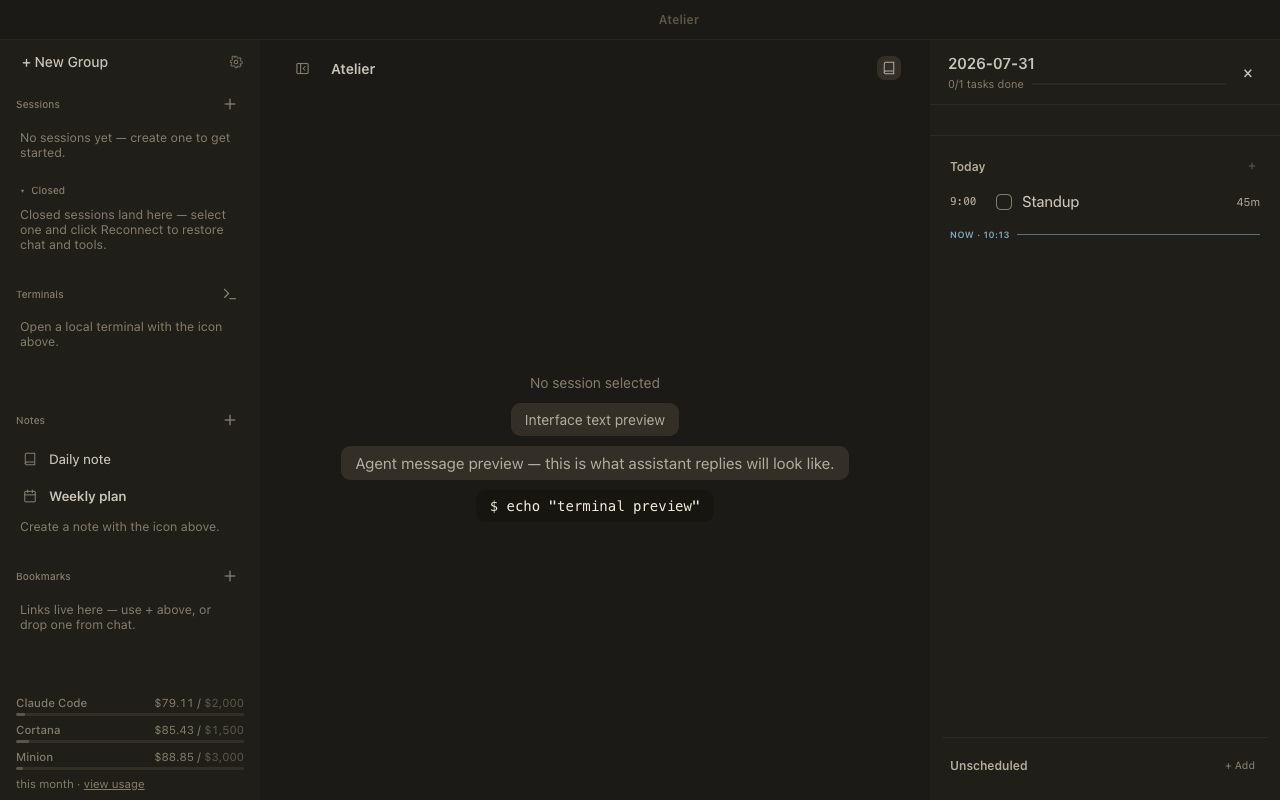 Atelier
+ New Group
Sessions
No sessions yet — create one to get
started.
Closed
Closed sessions land here — select
one and click Reconnect to restore
chat and tools.
Terminals
Open a local terminal with the icon
above.
Notes
Daily note
Weekly plan
Create a note with the icon above.
Bookmarks
Links live here — use + above, or
drop one from chat.
Claude Code $79.11 / $2,000
Cortana $85.43 / $1,500
Minion $88.85 / $3,000
this month · view usage
Atelier
No session selected
Interface text preview
Agent message preview — this is what assistant replies will look like.
$ echo "terminal preview"
2026-07-31
0/1 tasks done
Today
9:00 Standup 45m
NOW · 10:13
Unscheduled + Add